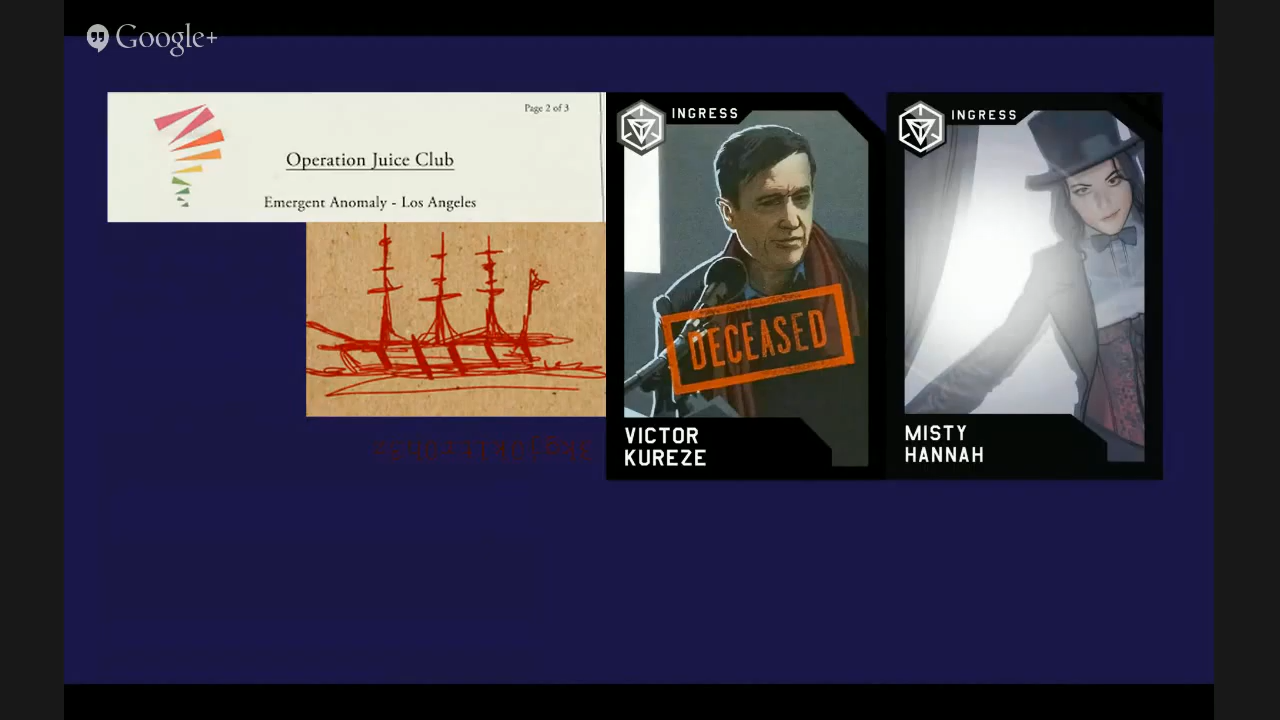 Google+
Page 2 of 3
Operation Juice Club
Emergent Anomaly - Los Angeles
INGRESS
DECEASED
VICTOR
KUREZE
INGRESS
MISTY
HANNAH